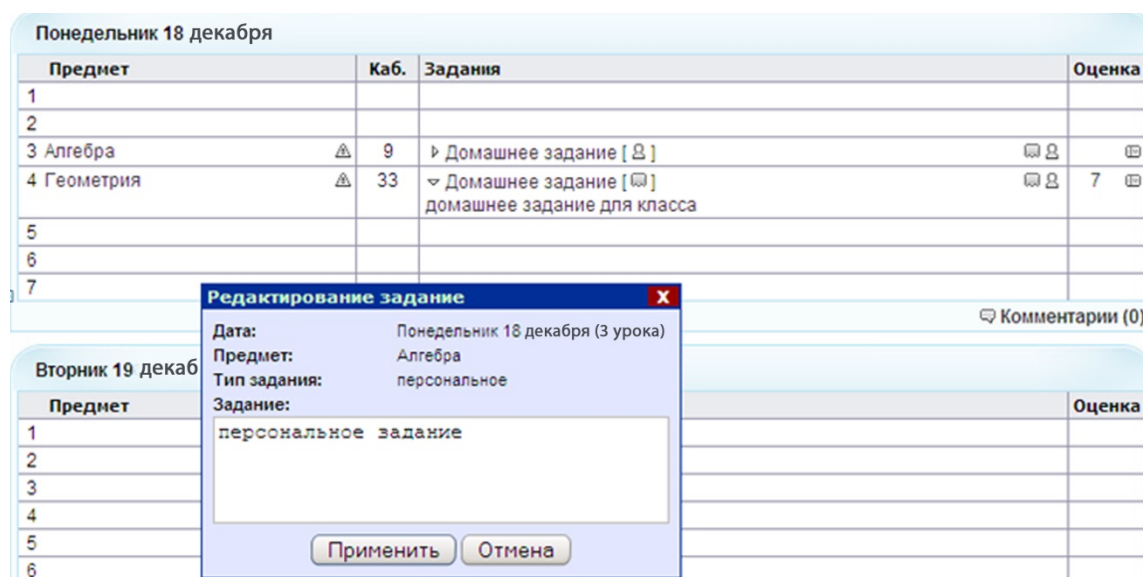 Понедельник 18 декабря
Предмет Каб. Задания Оценка
1
2
3 Алгебра 9 Домашнее задание [ ]
4 Геометрия 33 Домашнее задание [ ] 7
домашнее задание для класса
5
6
7
Комментарии (0)
Редактирование задание X
Дата: Понедельник 18 декабря (3 урока)
Предмет: Алгебра
Тип задания: персональное
Задание:
персональное задание
Применить Отмена
Вторник 19 декаб
Предмет Оценка
1
2
3
4
5
6